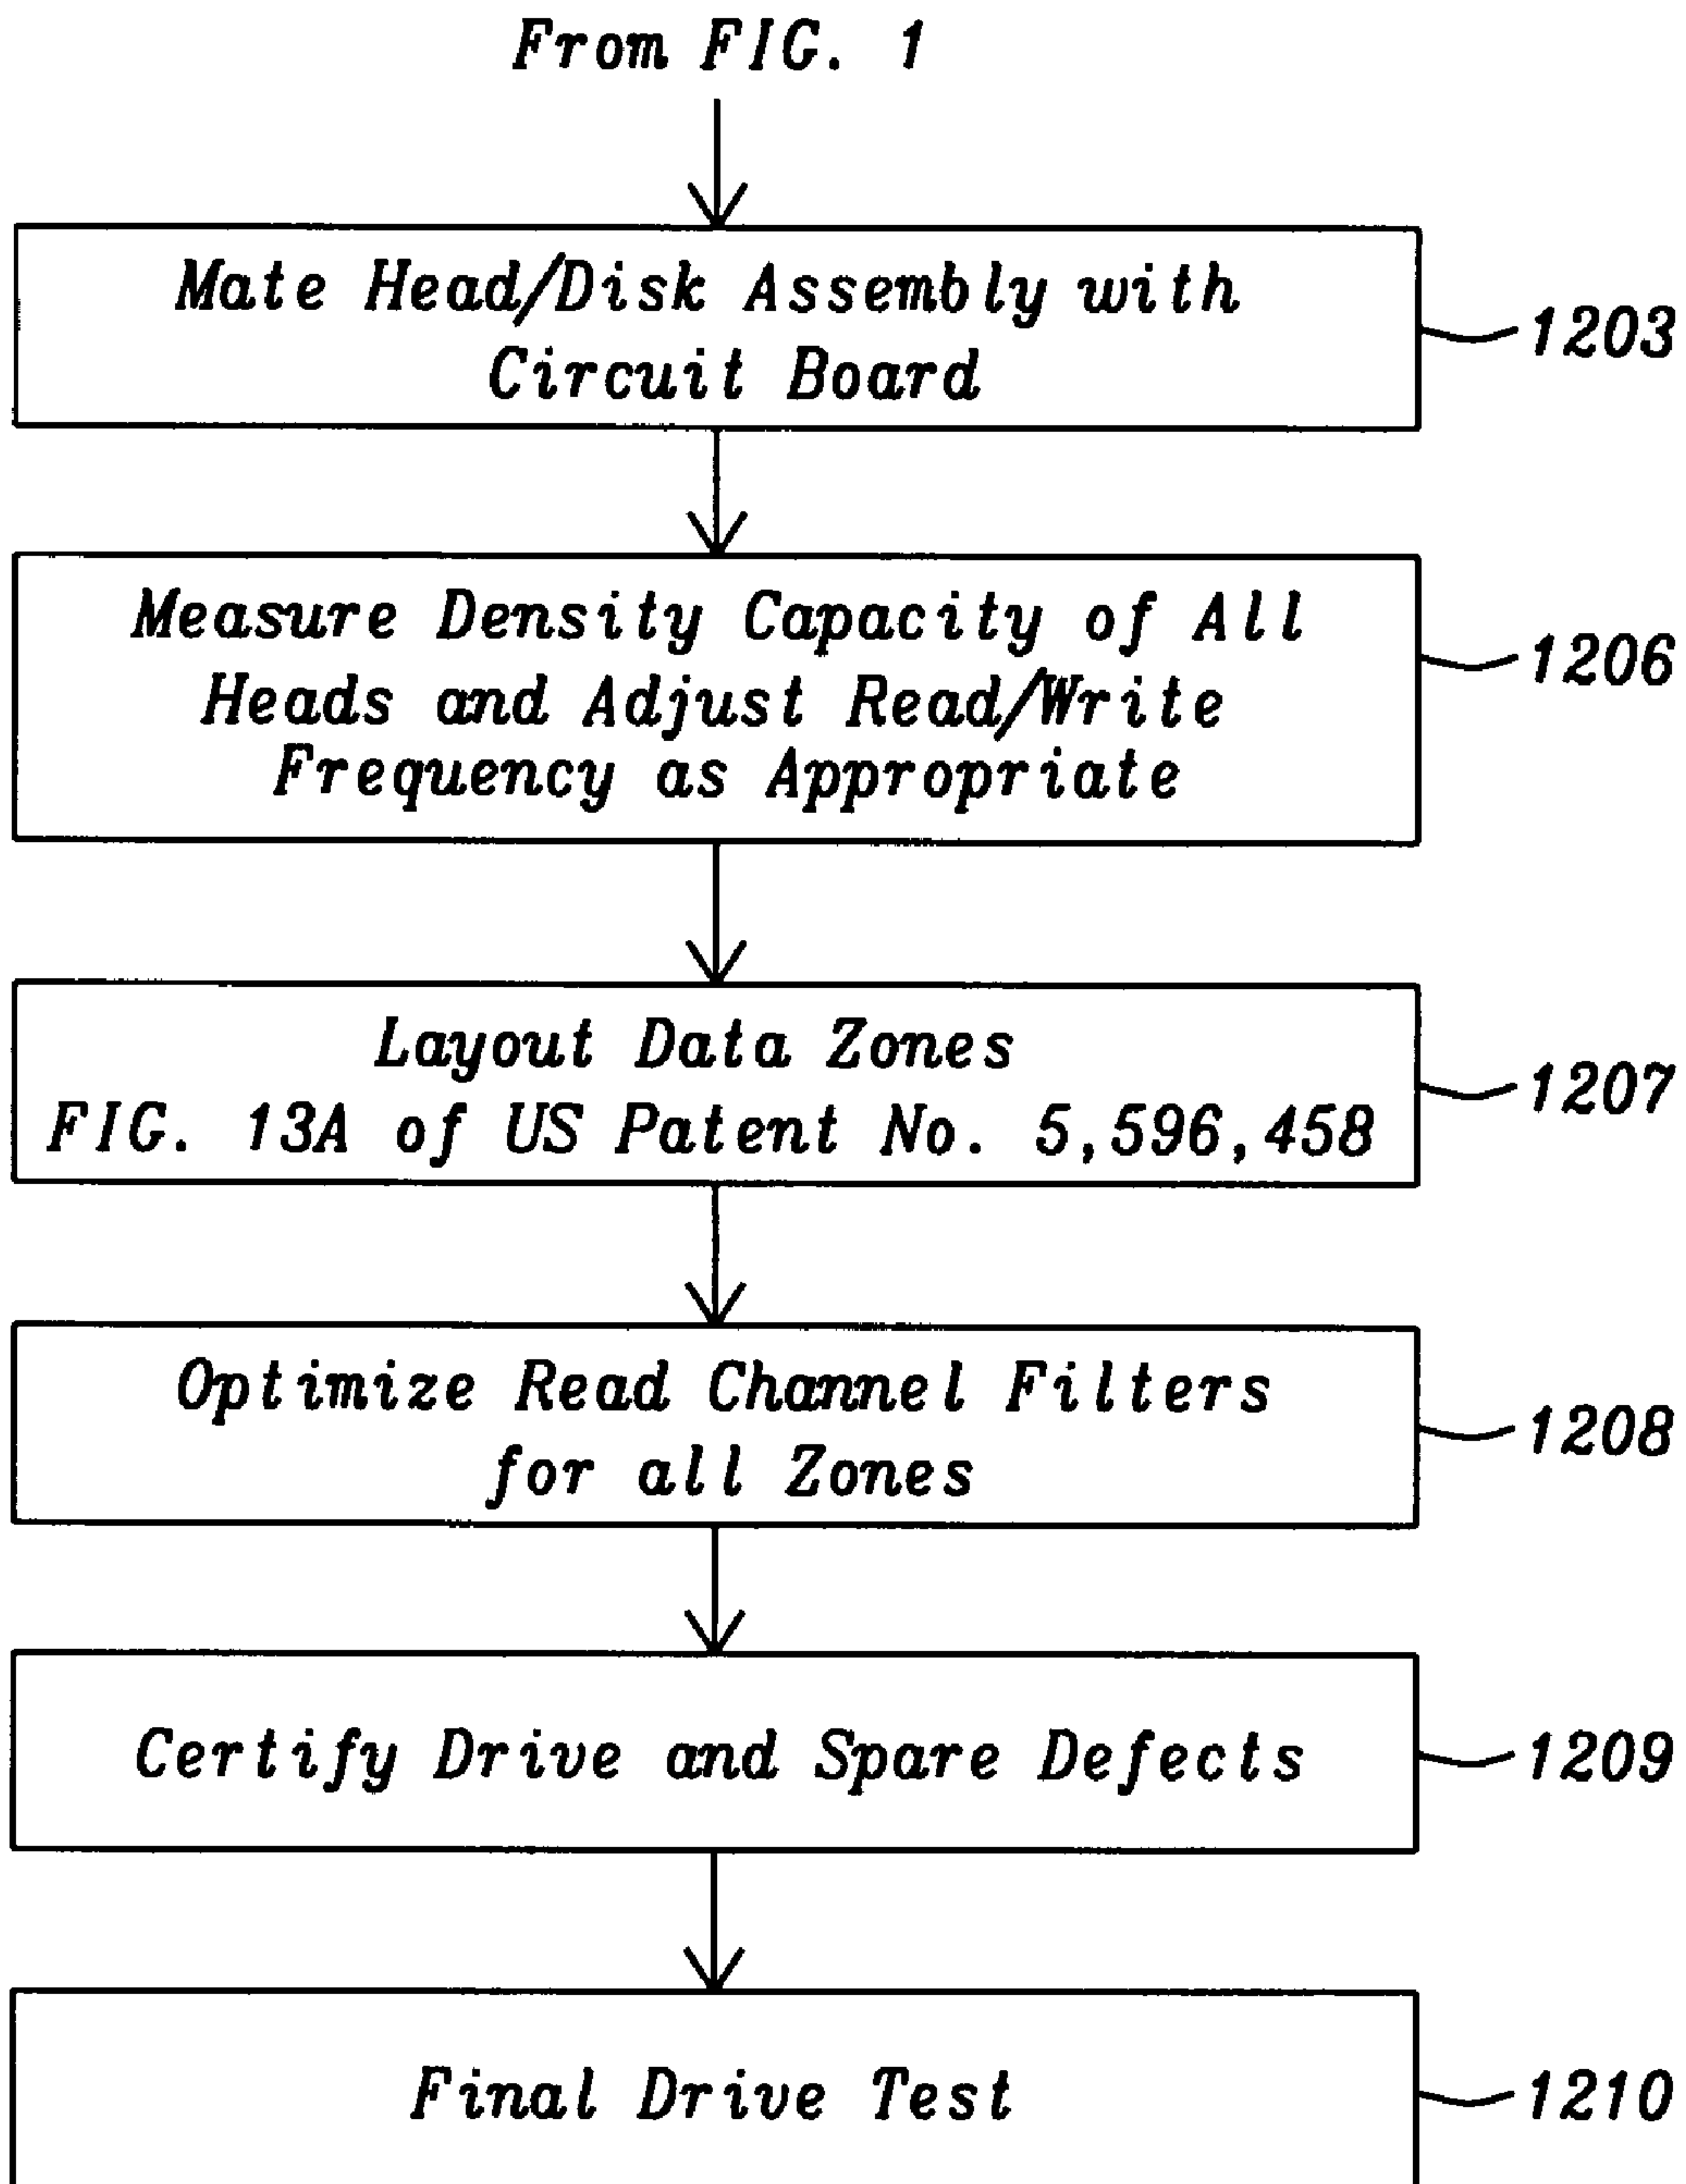 From FIG. 1
Mate Head/Disk Assembly with
Circuit Board
1203
Measure Density Capacity of All
Heads and Adjust Read/Write
Frequency as Appropriate
1206
Layout Data Zones
FIG. 13A of US Patent No. 5,596,458
1207
Optimize Read Channel Filters
for all Zones
1208
Certify Drive and Spare Defects
1209
Final Drive Test
1210